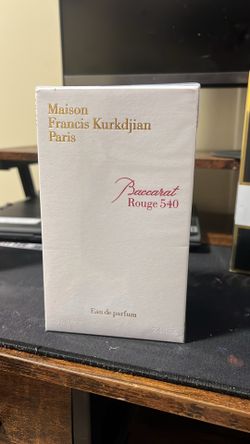 Maison
Francis Kurkdjian
Paris
Baccarat
Rouge 540
Eau de parfum